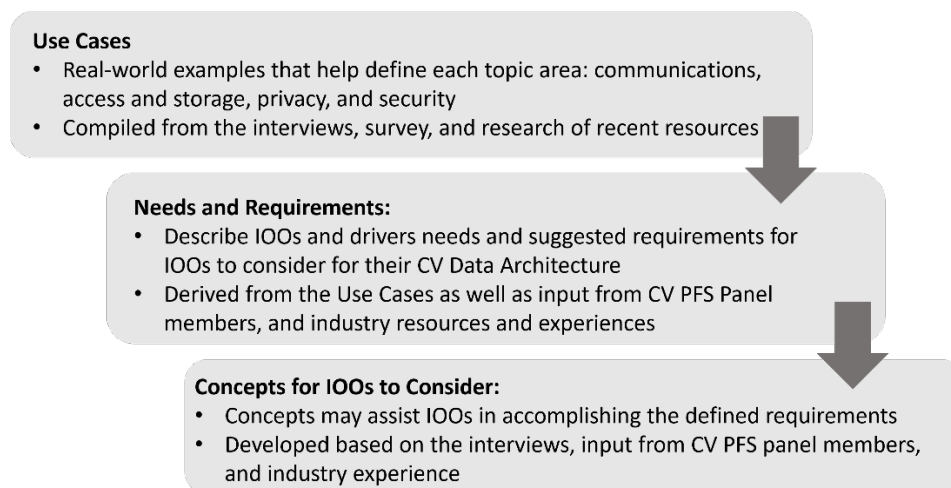 Use Cases
• Real-world examples that help define each topic area: communications,
access and storage, privacy, and security
• Compiled from the interviews, survey, and research of recent resources
Needs and Requirements:
• Describe IOOs and drivers needs and suggested requirements for
IOOs to consider for their CV Data Architecture
• Derived from the Use Cases as well as input from CV PFS Panel
members, and industry resources and experiences
Concepts for IOOs to Consider:
• Concepts may assist IOOs in accomplishing the defined requirements
• Developed based on the interviews, input from CV PFS panel members,
and industry experience